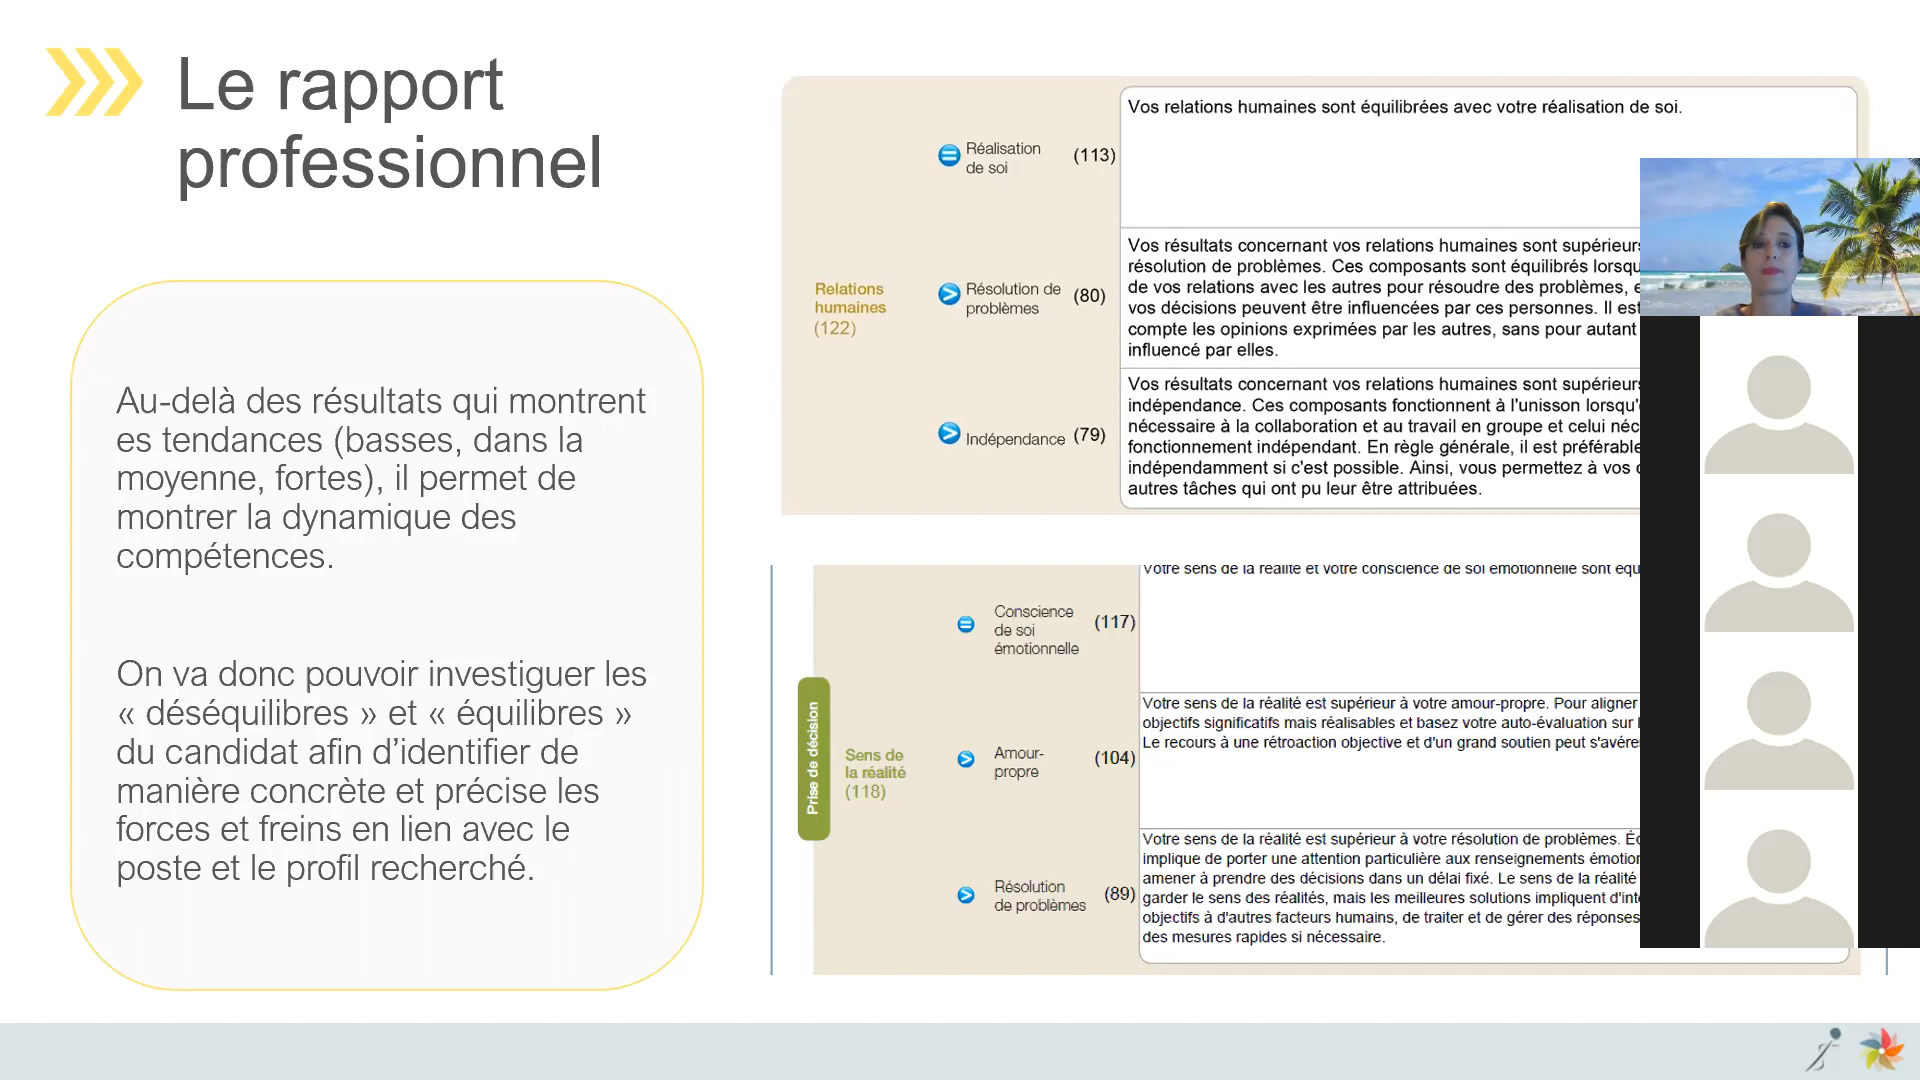 Le rapport
professionnel
Au-delà des résultats qui montrent
es tendances (basses, dans la
moyenne, fortes), il permet de
montrer la dynamique des
compétences.
On va donc pouvoir investiguer les
« déséquilibres » et « équilibres »
du candidat afin d’identifier de
manière concrète et précise les
forces et freins en lien avec le
poste et le profil recherché.
Relations
humaines
(122)
Réalisation
de soi
(113)
Vos relations humaines sont équilibrées avec votre réalisation de soi.
Résolution de
problèmes
(80)
Vos résultats concernant vos relations humaines sont supérieurs
résolution de problèmes. Ces composants sont équilibrés lorsqu
de vos relations avec les autres pour résoudre des problèmes, e
vos décisions peuvent être influencées par ces personnes. Il est
compte les opinions exprimées par les autres, sans pour autant
influencé par elles.
Indépendance (79)
Vos résultats concernant vos relations humaines sont supérieurs
indépendance. Ces composants fonctionnent à l'unisson lorsqu'
nécessaire à la collaboration et au travail en groupe et celui néc
fonctionnement indépendant. En règle générale, il est préférable
indépendamment si c'est possible. Ainsi, vous permettez à vos
autres tâches qui ont pu leur être attribuées.
Prise de décision
Sens de
la réalité
(118)
Conscience
de soi
émotionnelle
(117)
Votre sens de la réalité et votre conscience de soi émotionnelle sont équ
Amour-
propre
(104)
Votre sens de la réalité est supérieur à votre amour-propre. Pour aligner
objectifs significatifs mais réalisables et basez votre auto-évaluation sur
Le recours à une rétroaction objective et d'un grand soutien peut s'avére
Résolution
de problèmes
(89)
Votre sens de la réalité est supérieur à votre résolution de problèmes.
implique de porter une attention particulière aux renseignements émotion
amener à prendre des décisions dans un délai fixé. Le sens de la réalité
garder le sens des réalités, mais les meilleures solutions impliquent d'inte
objectifs à d'autres facteurs humains, de traiter et de gérer des réponses
des mesures rapides si nécessaire.